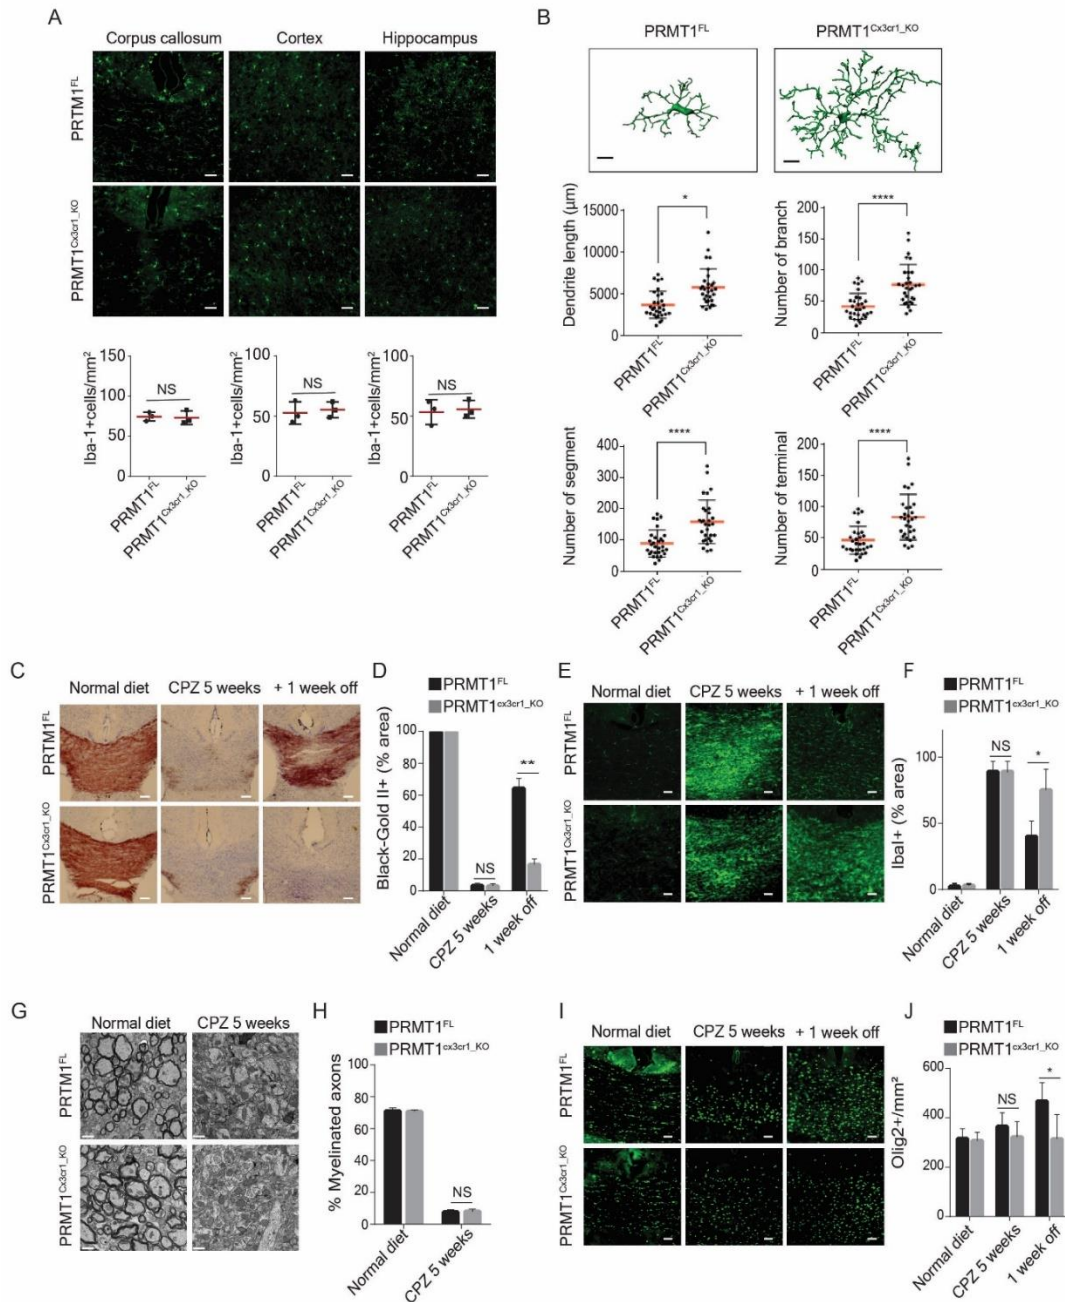 A
Corpus callosum Cortex Hippocampus
PRTM1FL
PRMT1Cx3cr1_KO
Iba-1+cells/mm²
150
100
50
0
NS
PRMT1FL
PRMT1Cx3cr1_KO
Iba-1+cells/mm²
100
50
0
NS
PRMT1FL
PRMT1Cx3cr1_KO
Iba-1+cells/mm²
100
50
0
NS
PRMT1FL
PRMT1Cx3cr1_KO
B
PRMT1FL PRMT1Cx3cr1_KO
Dendrite length (µm)
15000
10000
5000
0
*
PRMT1FL
PRMT1Cx3cr1_KO
Number of branch
200
150
100
50
0
****
PRMT1FL
PRMT1Cx3cr1_KO
Number of segment
400
300
200
100
0
****
PRMT1FL
PRMT1Cx3cr1_KO
Number of terminal
200
150
100
50
0
****
PRMT1FL
PRMT1Cx3cr1_KO
C
Normal diet CPZ 5 weeks + 1 week off
PRTM1FL
PRMT1Cx3cr1_KO
D
PRMT1FL
PRMT1cx3cr1_KO
Black-Gold II+ (% area)
100
80
60
40
20
0
NS
**
Normal diet
CPZ 5 weeks
1 week off
E
Normal diet CPZ 5 weeks + 1 week off
PRTM1FL
PRMT1Cx3cr1_KO
F
PRMT1FL
PRMT1cx3cr1_KO
IbaI+ (% area)
100
50
0
NS
*
Normal diet
CPZ 5 weeks
1 week off
G
Normal diet CPZ 5 weeks
PRTM1FL
PRMT1Cx3cr1_KO
H
PRMT1FL
PRMT1cx3cr1_KO
% Myelinated axons
100
80
60
40
20
0
NS
Normal diet
CPZ 5 weeks
I
Normal diet CPZ 5 weeks + 1 week off
PRTM1FL
PRMT1Cx3cr1_KO
J
PRMT1FL
PRMT1cx3cr1_KO
Olig2+/mm²
600
400
200
0
NS
*
Normal diet
CPZ 5 weeks
1 week off